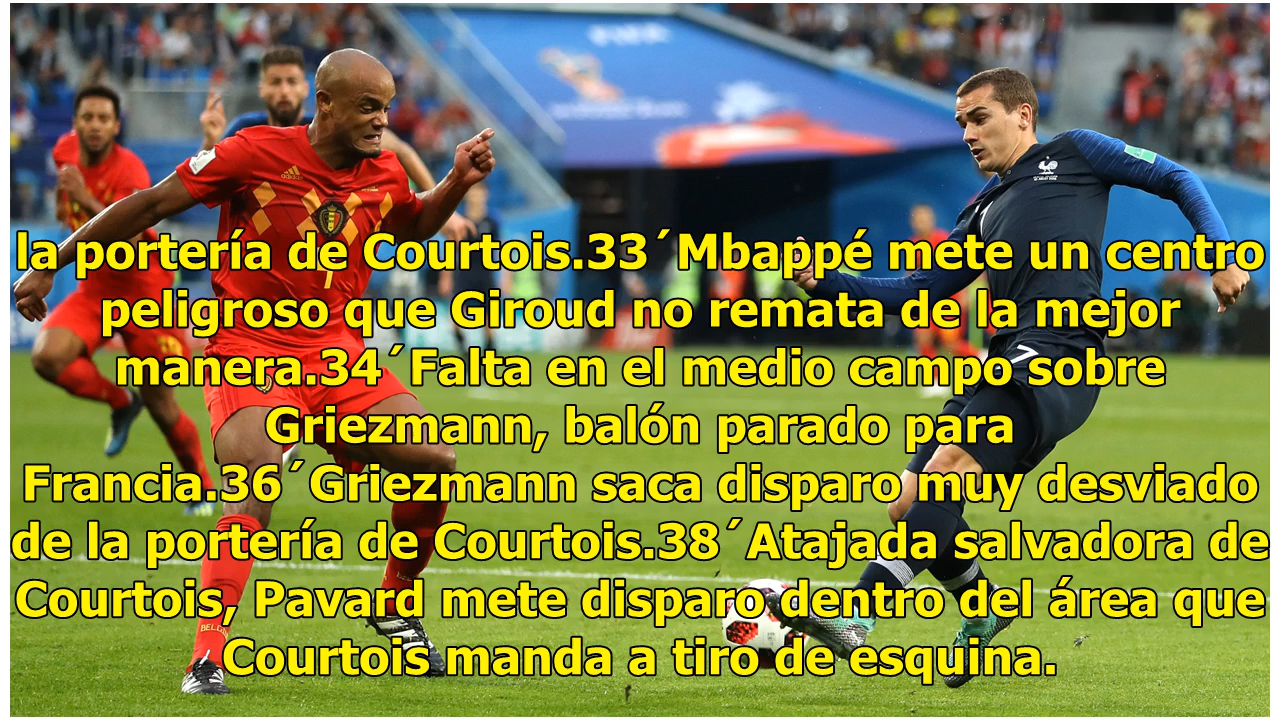 FIFA
la portería de Courtois.33´Mbappé mete un centro
peligroso que Giroud no remata de la mejor
manera.34´Falta en el medio campo sobre
Griezmann, balón parado para
Francia.36´Griezmann saca disparo muy desviado
de la portería de Courtois.38´Atajada salvadora de
Courtois, Pavard mete disparo dentro del área que
Courtois manda a tiro de esquina.
7
BELGIUM